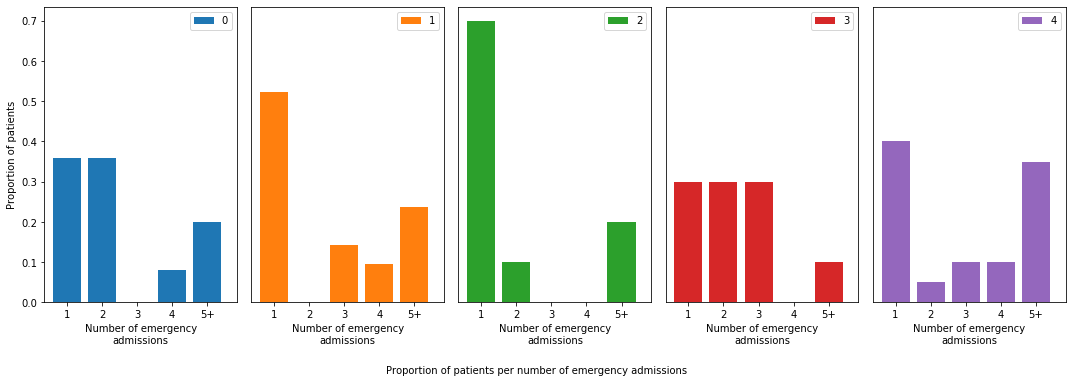 0
1
2
3
4
0.7
0.6
0.5
0.4
0.3
0.2
0.1
0.0
Proportion of patients
1 2 3 4 5+
1 2 3 4 5+
1 2 3 4 5+
1 2 3 4 5+
1 2 3 4 5+
Number of emergency
admissions
Number of emergency
admissions
Number of emergency
admissions
Number of emergency
admissions
Number of emergency
admissions
Proportion of patients per number of emergency admissions